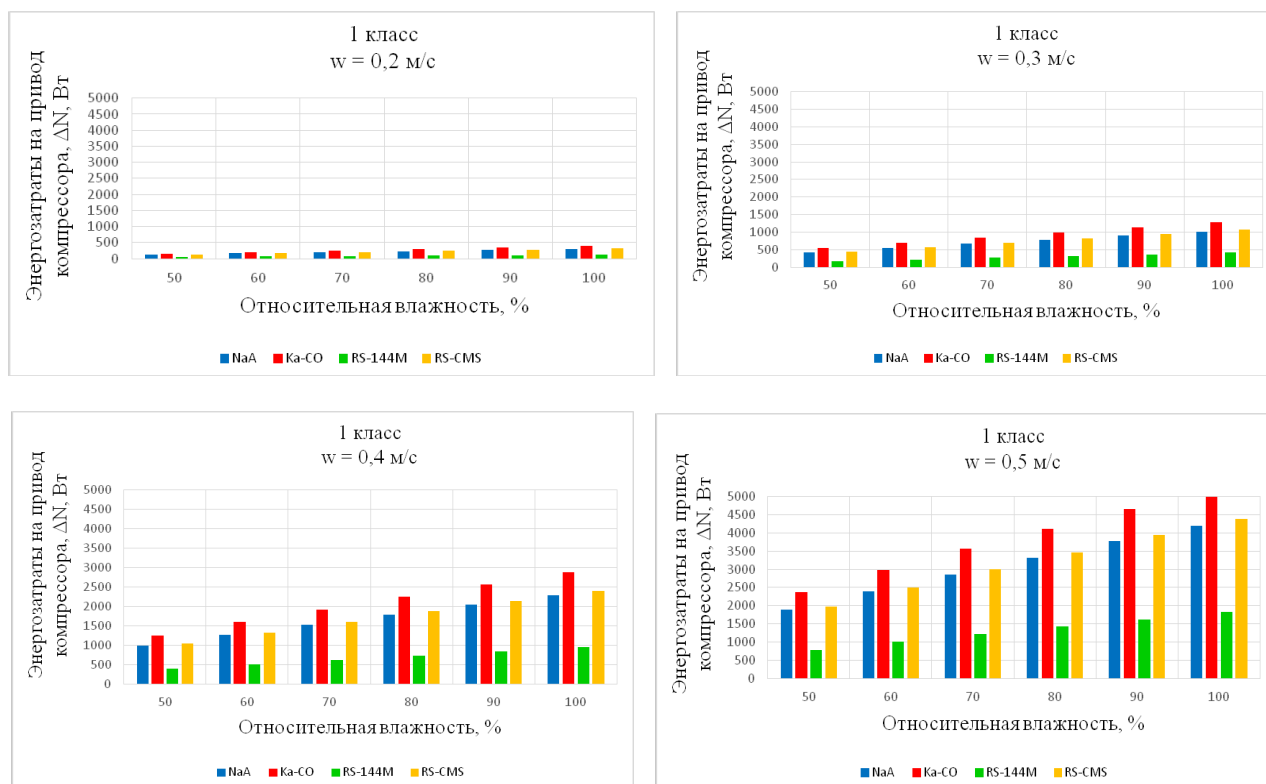 1 класс
w = 0,2 м/с
Энергозатраты на привод
компрессора, ΔN, Вт
5000
4500
4000
3500
3000
2500
2000
1500
1000
500
0
50 60 70 80 90 100
Относительная влажность, %
NaA Ka-CO RS-144M RS-CMS
1 класс
w = 0,3 м/с
Энергозатраты на привод
компрессора, ΔN, Вт
5000
4500
4000
3500
3000
2500
2000
1500
1000
500
0
50 60 70 80 90 100
Относительная влажность, %
NaA Ka-CO RS-144M RS-CMS
1 класс
w = 0,4 м/с
Энергозатраты на привод
компрессора, ΔN, Вт
5000
4500
4000
3500
3000
2500
2000
1500
1000
500
0
50 60 70 80 90 100
Относительная влажность, %
NaA Ka-CO RS-144M RS-CMS
1 класс
w = 0,5 м/с
Энергозатраты на привод
компрессора, ΔN, Вт
5000
4500
4000
3500
3000
2500
2000
1500
1000
500
0
50 60 70 80 90 100
Относительная влажность, %
NaA Ka-CO RS-144M RS-CMS